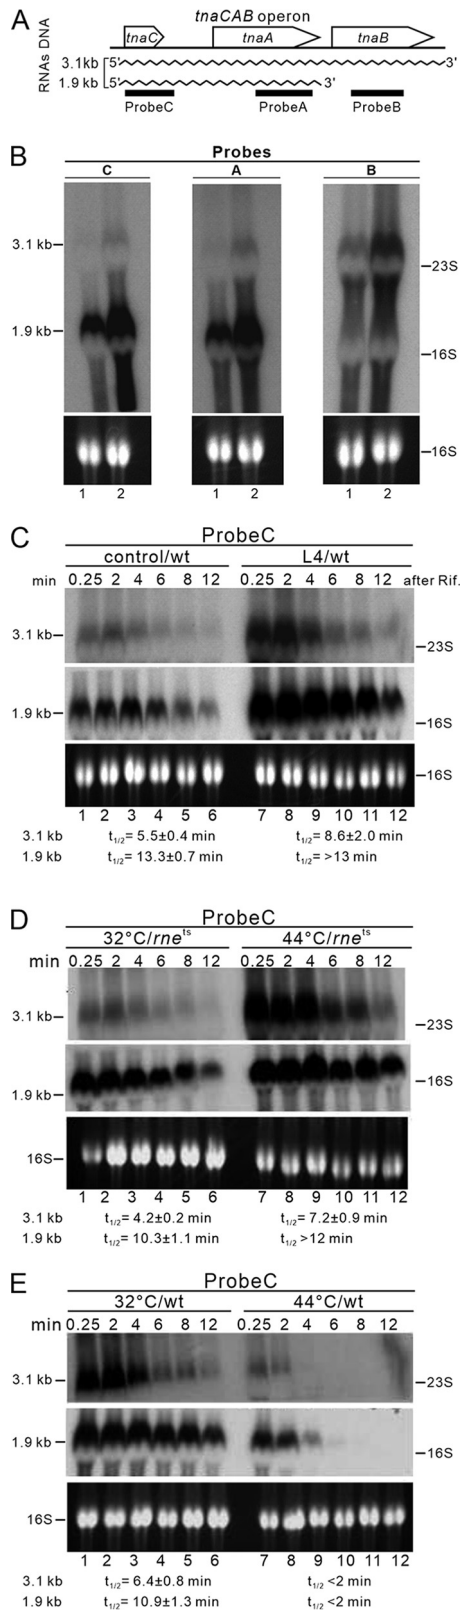 A
tnaCAB operon
DNA
tnaC tnaA tnaB
RNAs
3.1kb 5' 3'
1.9 kb 5' 3'
ProbeC ProbeA ProbeB
B
Probes
C A B
3.1 kb
23S
1.9 kb
16S
16S
1 2 1 2 1 2
C
ProbeC
control/wt L4/wt
min 0.25 2 4 6 8 12 0.25 2 4 6 8 12 after Rif.
3.1 kb
23S
1.9 kb
16S
16S
1 2 3 4 5 6 7 8 9 10 11 12
3.1 kb t1/2= 5.5±0.4 min t1/2= 8.6±2.0 min
1.9 kb t1/2= 13.3±0.7 min t1/2= >13 min
D
ProbeC
32°C/rne ts 44°C/rne ts
min 0.25 2 4 6 8 12 0.25 2 4 6 8 12
3.1 kb
23S
16S
1.9 kb
16S
1 2 3 4 5 6 7 8 9 10 11 12
3.1 kb t1/2= 4.2±0.2 min t1/2= 7.2±0.9 min
1.9 kb t1/2= 10.3±1.1 min t1/2 >12 min
E
ProbeC
32°C/wt 44°C/wt
min 0.25 2 4 6 8 12 0.25 2 4 6 8 12
3.1 kb
23S
1.9 kb
16S
16S
1 2 3 4 5 6 7 8 9 10 11 12
3.1 kb t1/2= 6.4±0.8 min t1/2 <2 min
1.9 kb t1/2= 10.9±1.3 min t1/2 <2 min